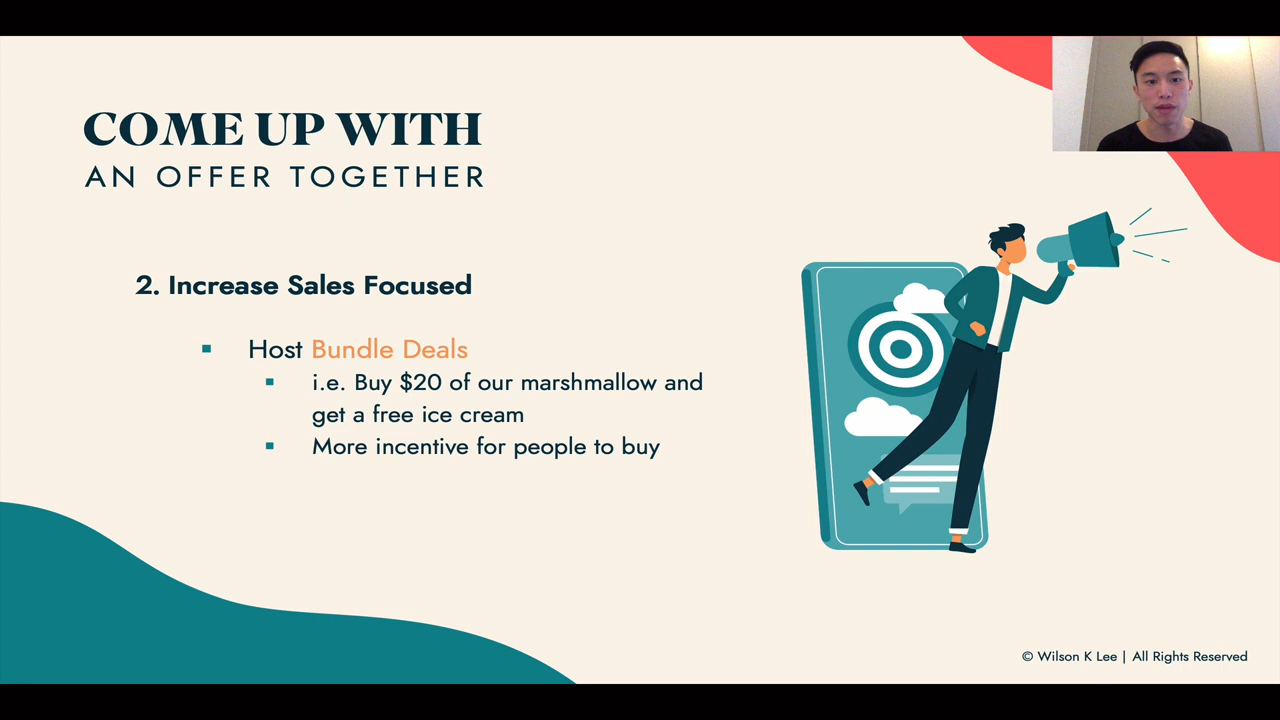 COME UP WITH
AN OFFER TOGETHER
2. Increase Sales Focused
Host Bundle Deals
i.e. Buy $20 of our marshmallow and
get a free ice cream
More incentive for people to buy
© Wilson K Lee | All Rights Reserved